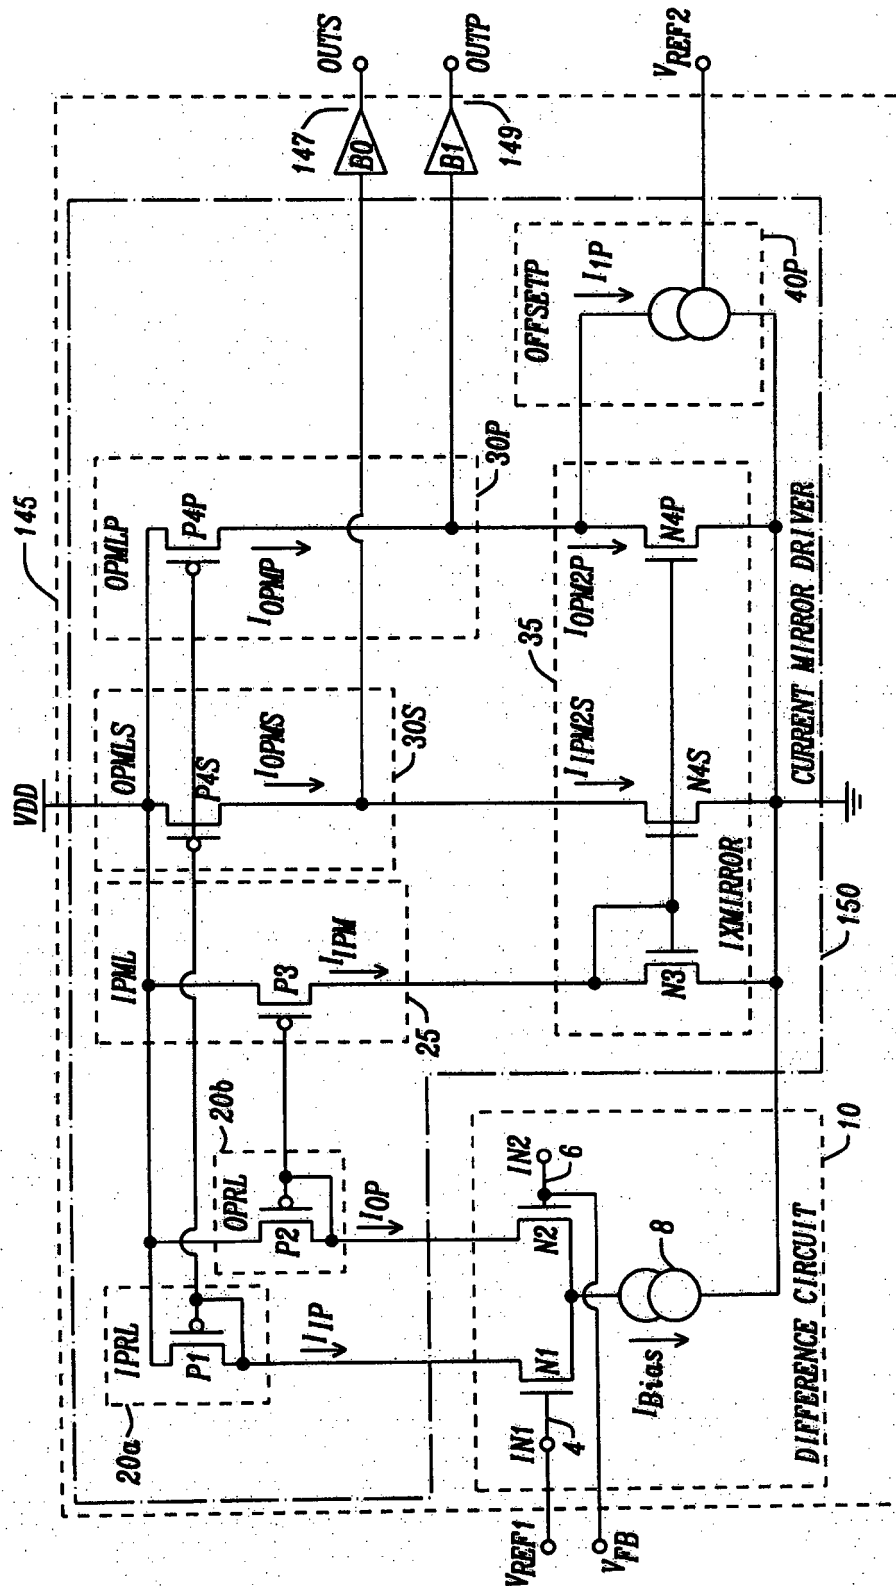 145
VDD
OUTS
OUTP
VREF2
147
149
B0
B1
OPMLS
OPMLP
P4S
P4P
IOPMS
IOPMP
30S
30P
OFFSETP
I1P
40P
IPML
P3
IIPM
25
IPRL
P1
20a
IIP
OPRL
P2
20b
IOP
35
IIPM2S
IOPM2P
N3
N4S
N4P
IXMIRROR
CURRENT MIRROR DRIVER
150
VREF1
VFB
IN1
4
N1
N2
IN2
6
IBias
8
DIFFERENCE CIRCUIT
10